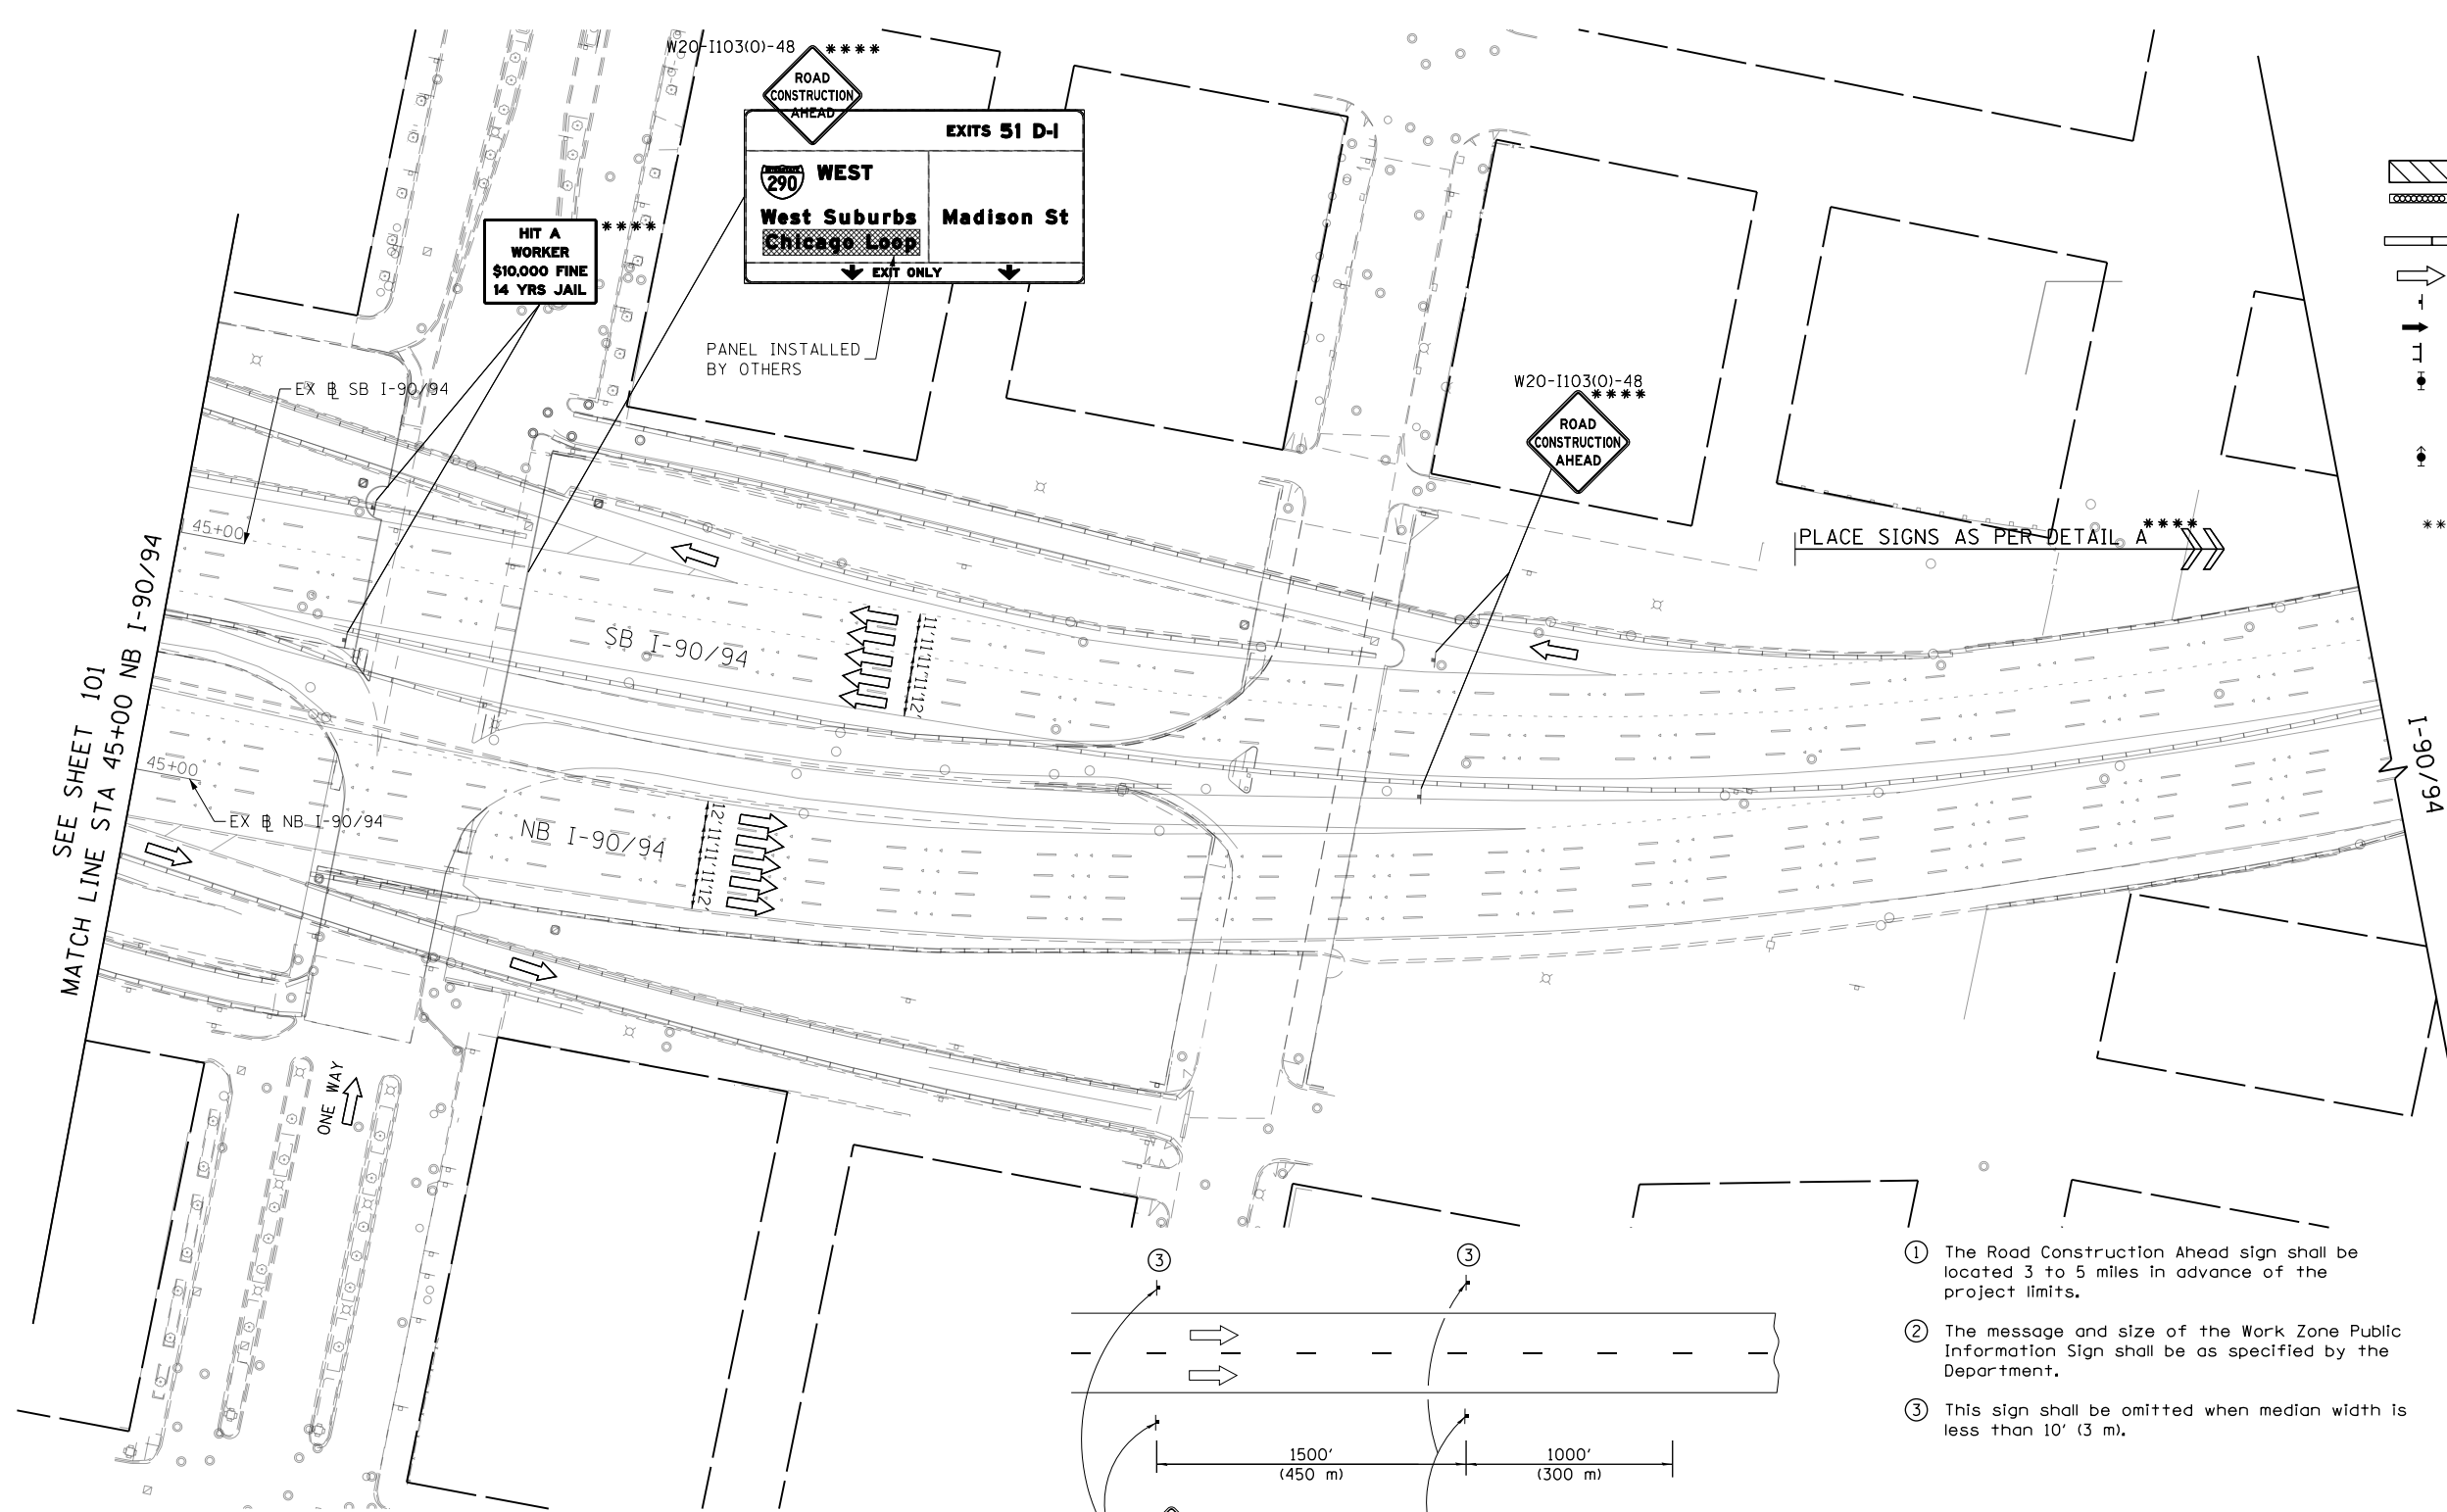 W20-I103(O)-48
****
ROAD
CONSTRUCTION
AHEAD
EXITS 51 D-I
290
WEST
West Suburbs
Chicago Loop
Madison St
EXIT ONLY
HIT A
WORKER
$10,000 FINE
14 YRS JAIL
****
PANEL INSTALLED
BY OTHERS
EX ℄ SB I-90/94
45+00
W20-I103(O)-48
****
ROAD
CONSTRUCTION
AHEAD
PLACE SIGNS AS PER DETAIL A
****
**
SB I-90/94
11' 11' 11' 11' 12'
SEE SHEET 101
MATCH LINE STA 45+00 NB I-90/94
I-90/94
45+00
EX ℄ NB I-90/94
NB I-90/94
12' 11' 11' 11' 12'
ONE WAY
3
3
1500'
(450 m)
1000'
(300 m)
1 The Road Construction Ahead sign shall be
located 3 to 5 miles in advance of the
project limits.
2 The message and size of the Work Zone Public
Information Sign shall be as specified by the
Department.
3 This sign shall be omitted when median width is
less than 10' (3 m).